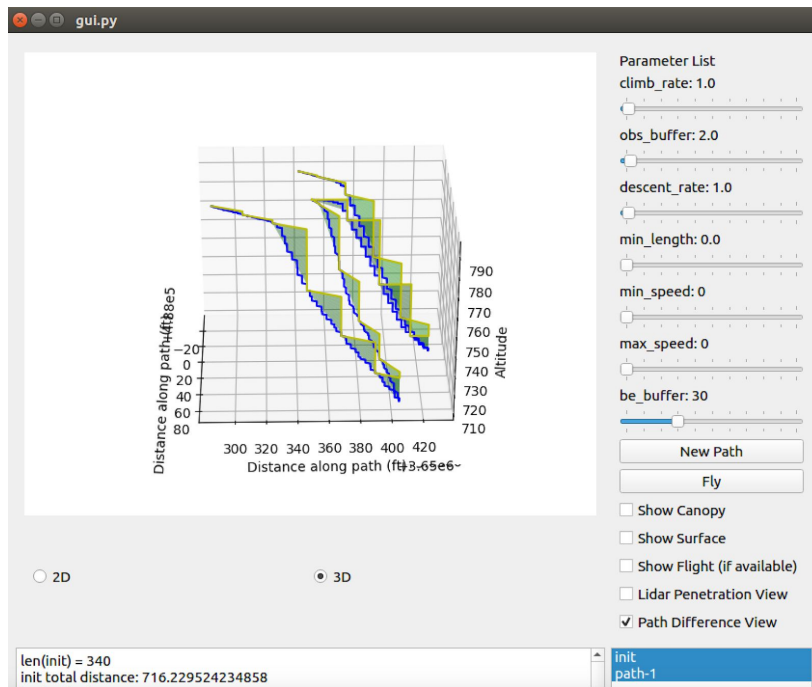 gui.py
790
780
770
760
750
740
730
720
710
Altitude
−20
0
20
40
60
80
Distance along path (ft)
300 320 340 360 380 400 420
Distance along path (ft)
+3.65e6
Parameter List
climb_rate: 1.0
obs_buffer: 2.0
descent_rate: 1.0
min_length: 0.0
min_speed: 0
max_speed: 0
be_buffer: 30
New Path
Fly
Show Canopy
Show Surface
Show Flight (if available)
Lidar Penetration View
Path Difference View
2D
3D
len(init) = 340
init total distance: 716.229524234858
init
path-1